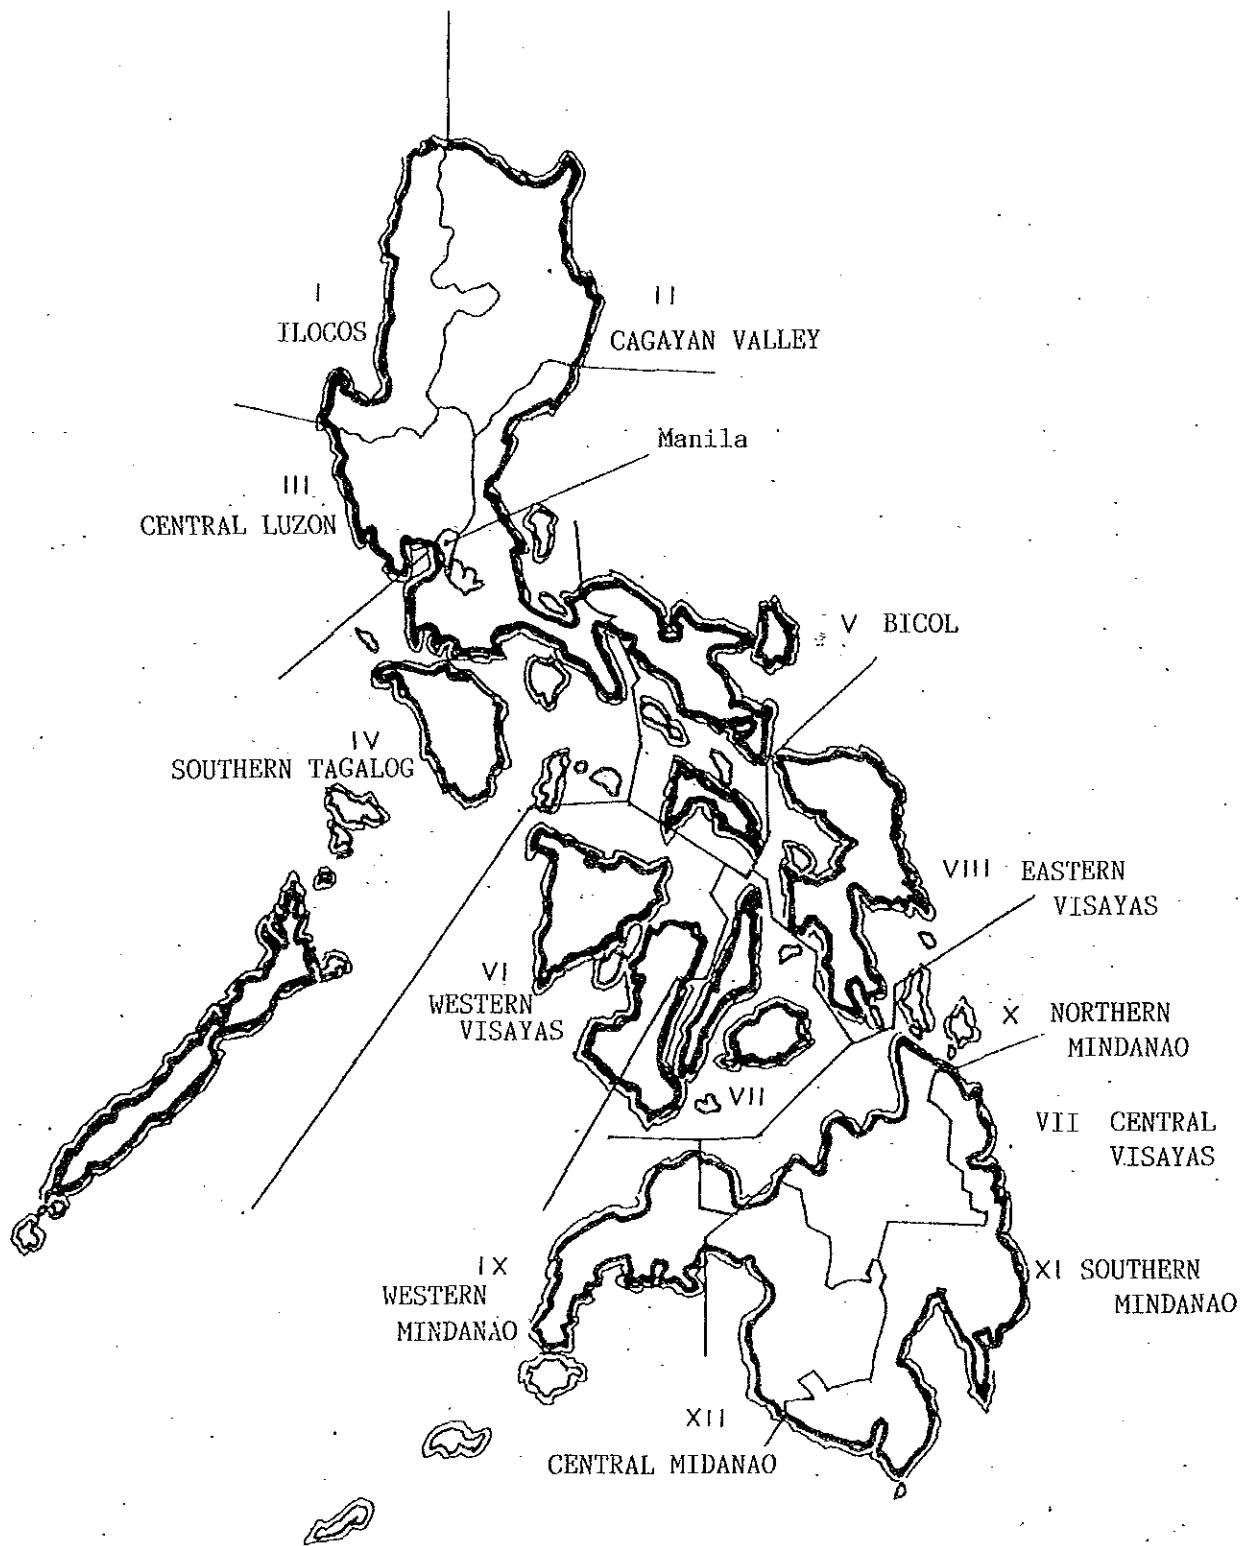 I
ILOCOS
II
CAGAYAN VALLEY
Manila
III
CENTRAL LUZON
V BICOL
IV
SOUTHERN TAGALOG
VIII EASTERN
VISAYAS
VI
WESTERN
VISAYAS
X NORTHERN
MINDANAO
VII
VII CENTRAL
VISAYAS
IX
WESTERN
MINDANAO
XI SOUTHERN
MINDANAO
XII
CENTRAL MIDANAO